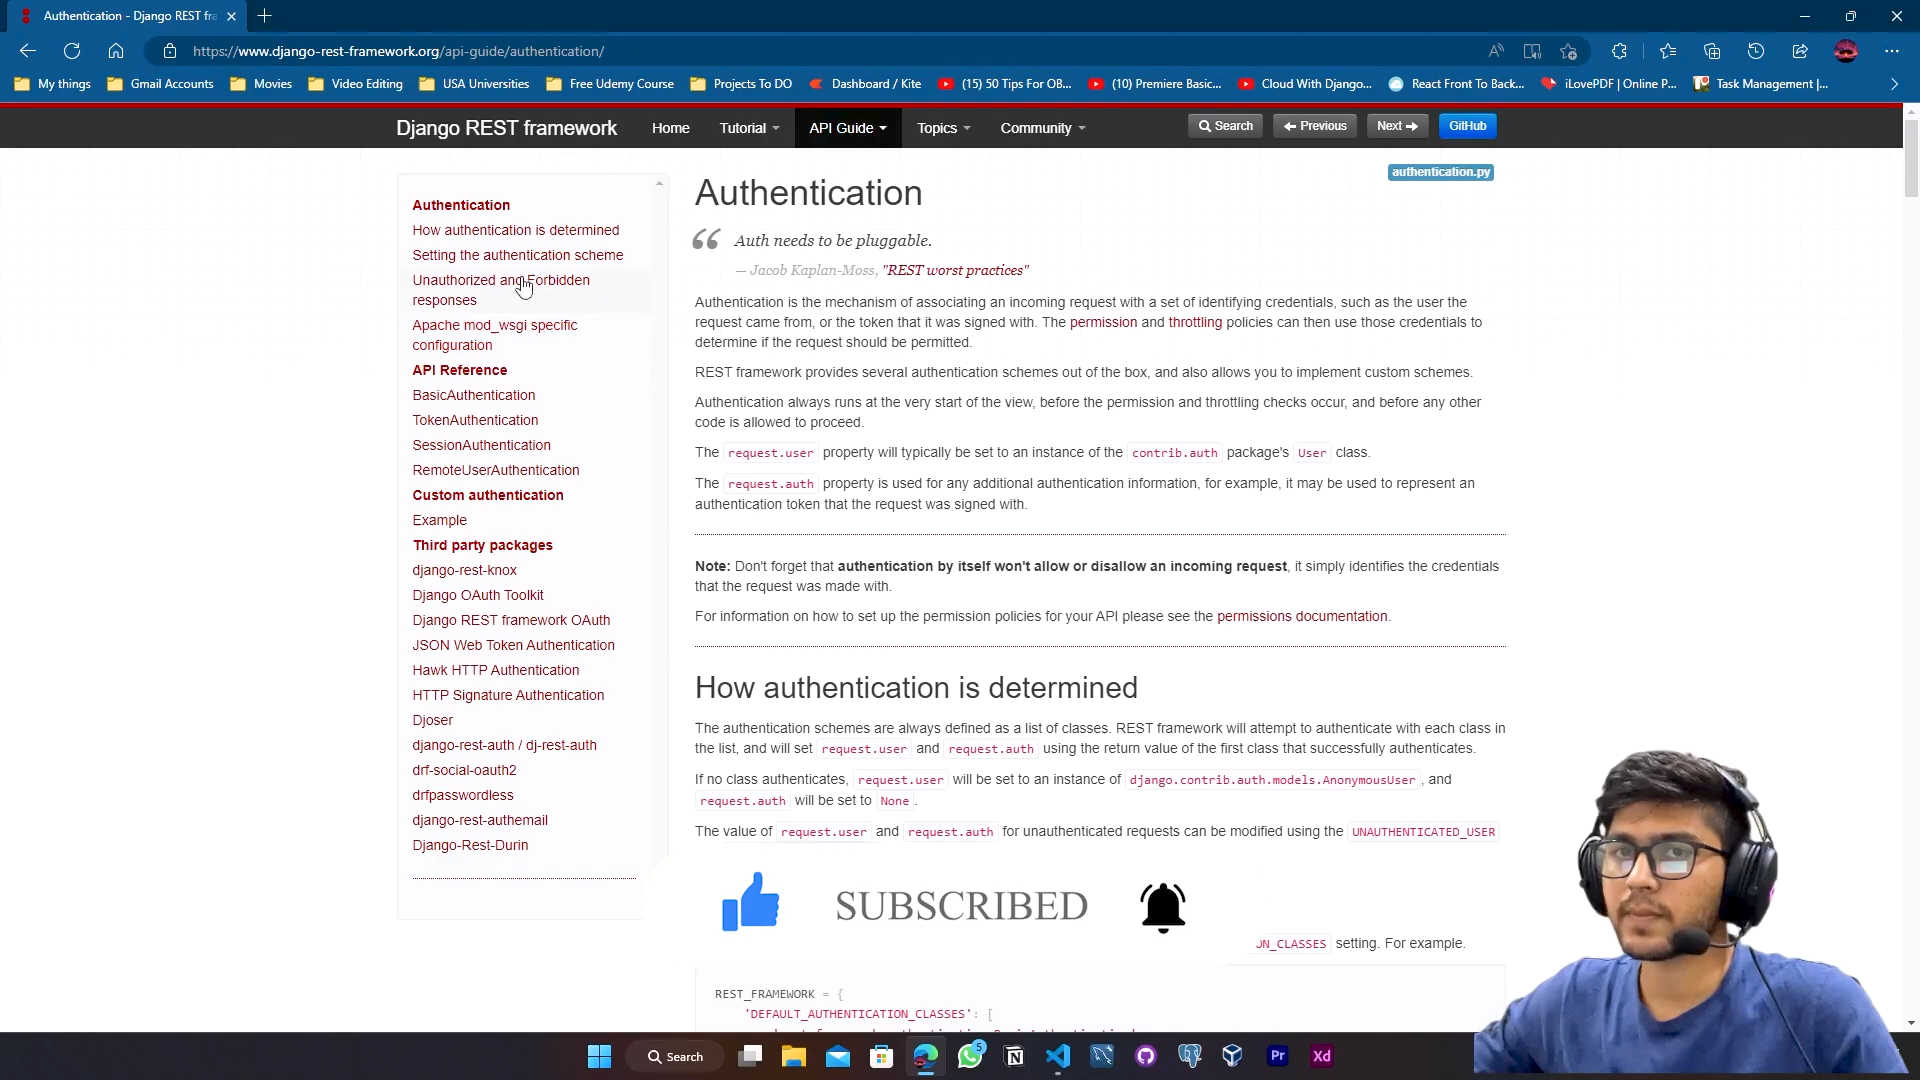 Authentication - Django REST fra
https://www.django-rest-framework.org/api-guide/authentication/
My things
Gmail Accounts
Movies
Video Editing
USA Universities
Free Udemy Course
Projects To DO
Dashboard / Kite
(15) 50 Tips For OB...
(10) Premiere Basic...
Cloud With Django...
React Front To Back...
iLovePDF | Online P...
Task Management |...
Django REST framework
Home
Tutorial
API Guide
Topics
Community
Search
Previous
Next
GitHub
Authentication
How authentication is determined
Setting the authentication scheme
Unauthorized and Forbidden
responses
Apache mod_wsgi specific
configuration
API Reference
BasicAuthentication
TokenAuthentication
SessionAuthentication
RemoteUserAuthentication
Custom authentication
Example
Third party packages
django-rest-knox
Django OAuth Toolkit
Django REST framework OAuth
JSON Web Token Authentication
Hawk HTTP Authentication
HTTP Signature Authentication
Djoser
django-rest-auth / dj-rest-auth
drf-social-oauth2
drfpasswordless
django-rest-authemail
Django-Rest-Durin
authentication.py
Authentication
Auth needs to be pluggable.
— Jacob Kaplan-Moss, "REST worst practices"
Authentication is the mechanism of associating an incoming request with a set of identifying credentials, such as the user the
request came from, or the token that it was signed with. The permission and throttling policies can then use those credentials to
determine if the request should be permitted.
REST framework provides several authentication schemes out of the box, and also allows you to implement custom schemes.
Authentication always runs at the very start of the view, before the permission and throttling checks occur, and before any other
code is allowed to proceed.
The request.user property will typically be set to an instance of the contrib.auth package's User class.
The request.auth property is used for any additional authentication information, for example, it may be used to represent an
authentication token that the request was signed with.
Note: Don't forget that authentication by itself won't allow or disallow an incoming request, it simply identifies the credentials
that the request was made with.
For information on how to set up the permission policies for your API please see the permissions documentation.
How authentication is determined
The authentication schemes are always defined as a list of classes. REST framework will attempt to authenticate with each class in
the list, and will set request.user and request.auth using the return value of the first class that successfully authenticates.
If no class authenticates, request.user will be set to an instance of django.contrib.auth.models.AnonymousUser, and
request.auth will be set to None.
The value of request.user and request.auth for unauthenticated requests can be modified using the UNAUTHENTICATED_USER
SUBSCRIBED
ON_CLASSES setting. For example.
REST_FRAMEWORK = {
'DEFAULT_AUTHENTICATION_CLASSES': [
Search
5
Pr
Xd